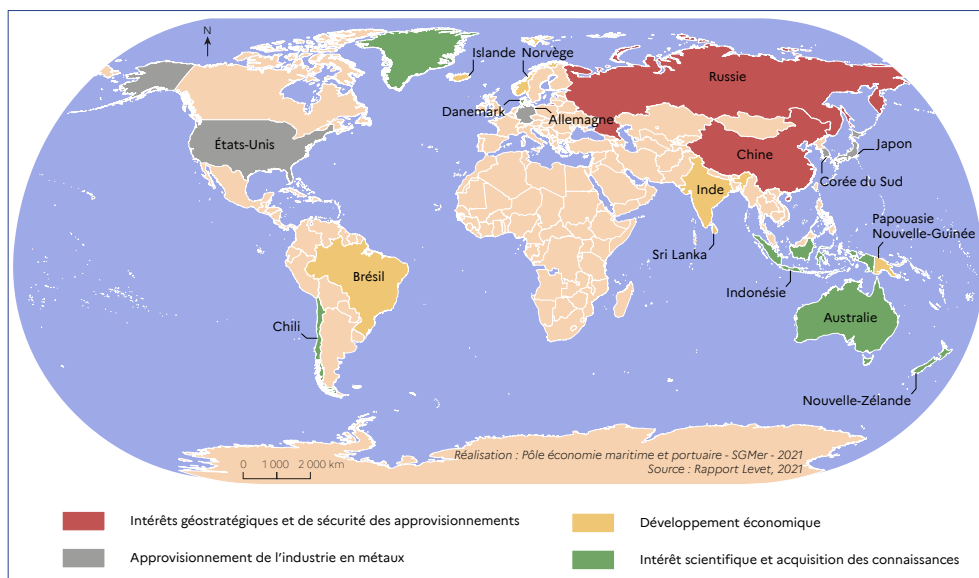 N
Islande Norvège
Russie
Danemark
Allemagne
États-Unis
Chine
Japon
Corée du Sud
Inde
Papouasie
Nouvelle-Guinée
Sri Lanka
Brésil
Indonésie
Chili
Australie
Nouvelle-Zélande
Réalisation : Pôle économie maritime et portuaire - SGMer - 2021
0 1 000 2 000 km
Source : Rapport Levet, 2021
Intérêts géostratégiques et de sécurité des approvisionnements
Développement économique
Approvisionnement de l'industrie en métaux
Intérêt scientifique et acquisition des connaissances